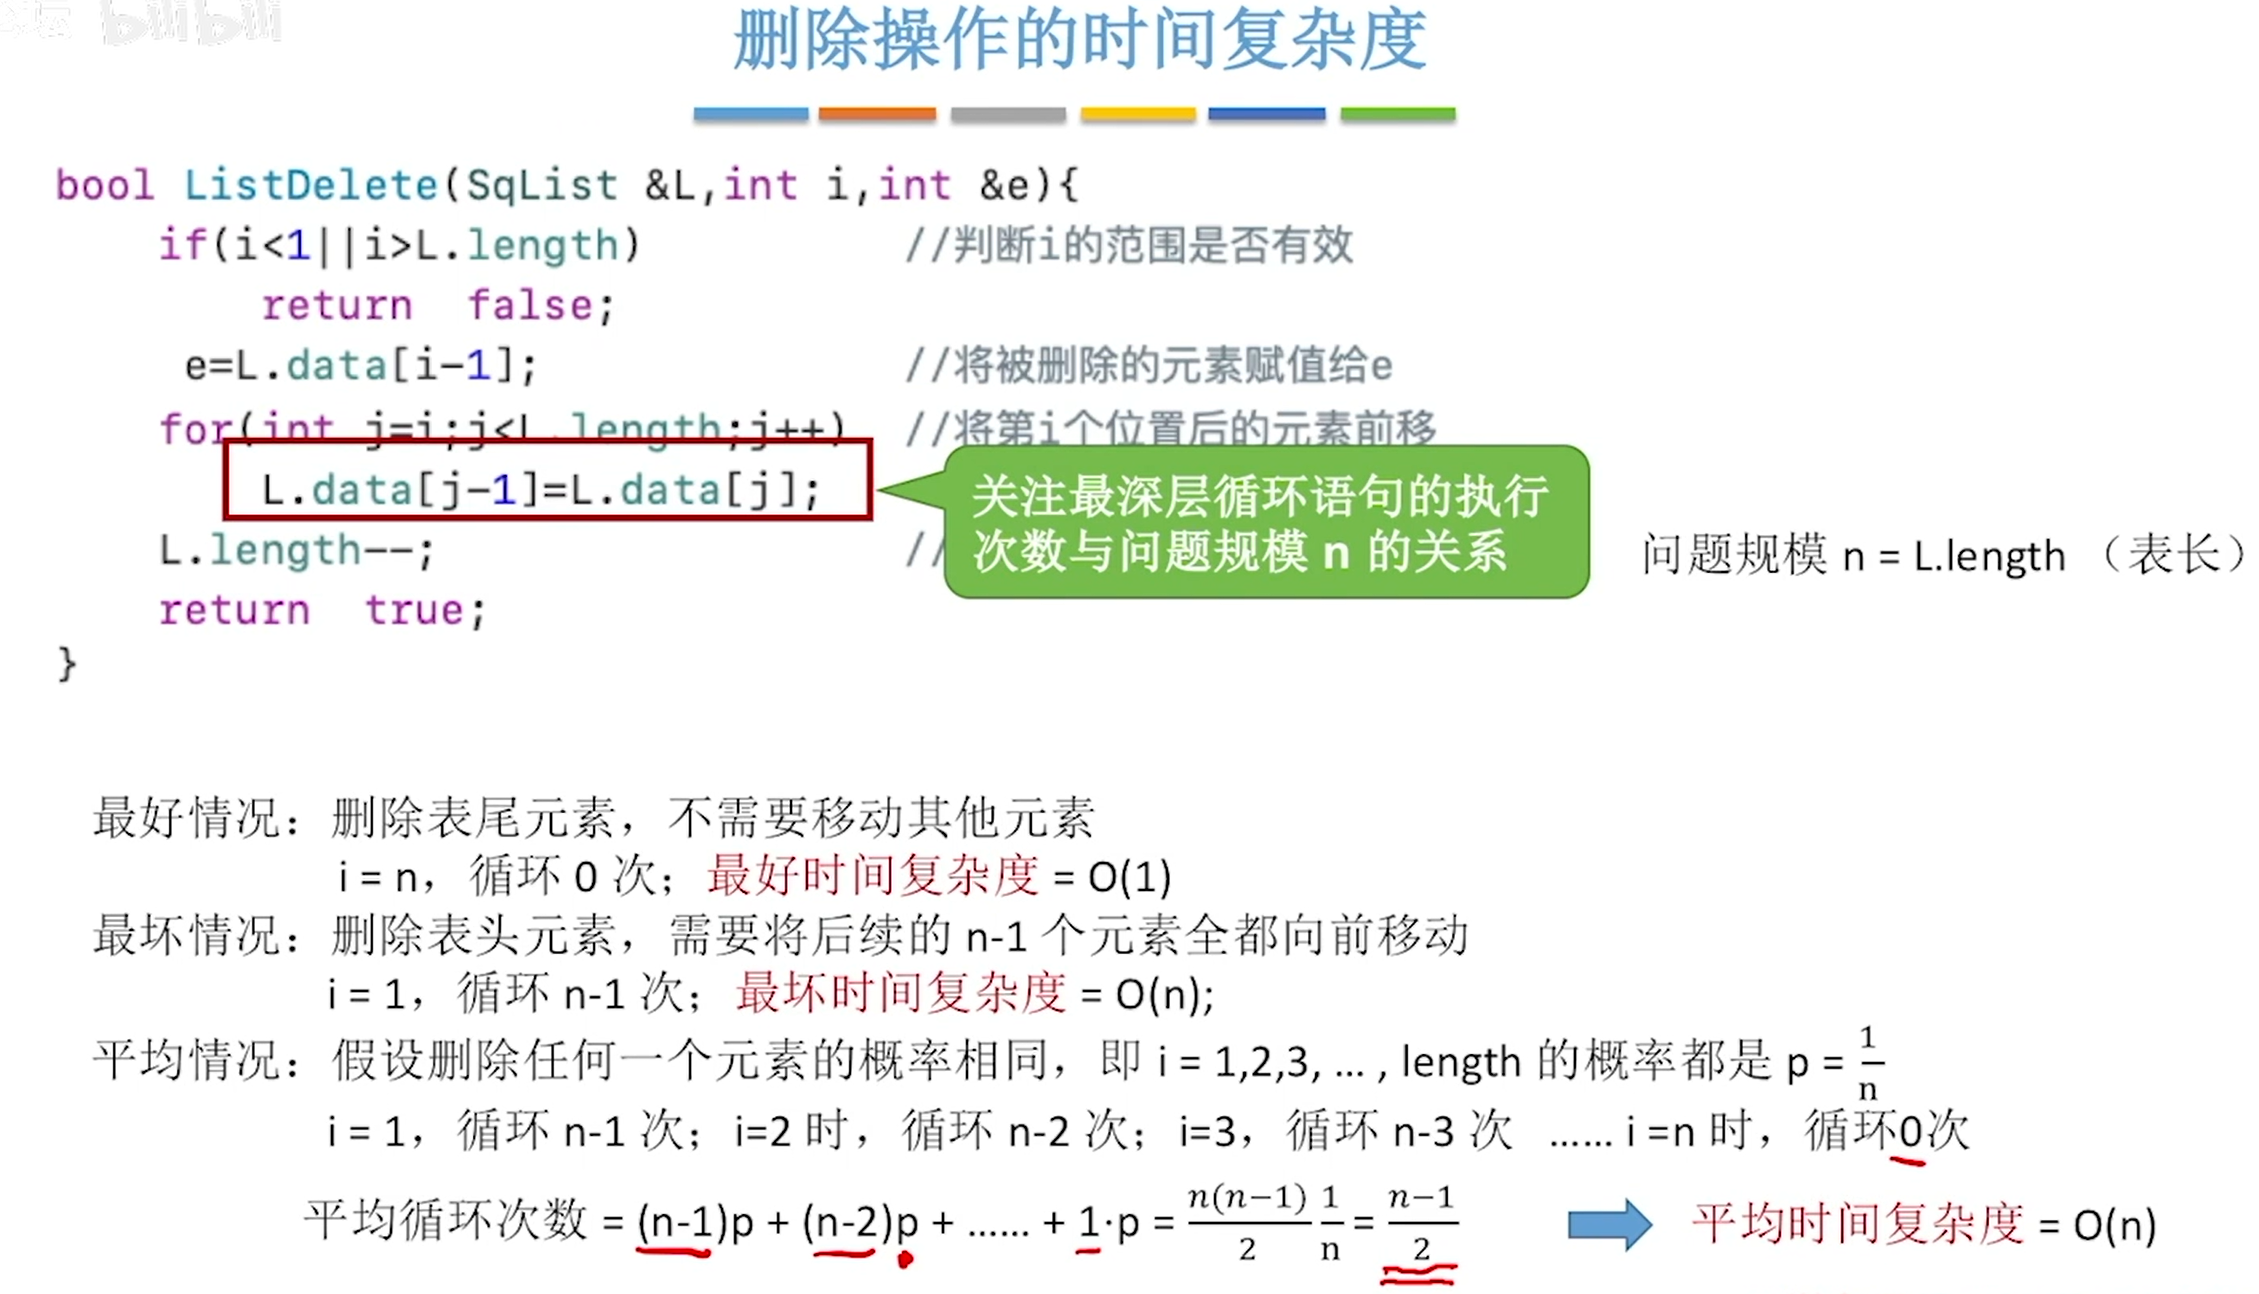 bilibili
删除操作的时间复杂度
bool ListDelete(SqList &L,int i,int &e){
if(i<1||i>L.length) //判断i的范围是否有效
return false;
e=L.data[i-1]; //将被删除的元素赋值给e
for(int j=i;j<L.length;j++) //将第i个位置后的元素前移
L.data[j-1]=L.data[j];
关注最深层循环语句的执行
次数与问题规模 n 的关系
L.length--; //
问题规模 n = L.length （表长）
return true;
}
最好情况：删除表尾元素，不需要移动其他元素
i = n，循环 0 次；最好时间复杂度 = O(1)
最坏情况：删除表头元素，需要将后续的 n-1 个元素全都向前移动
i = 1，循环 n-1 次；最坏时间复杂度 = O(n);
平均情况：假设删除任何一个元素的概率相同，即 i = 1,2,3, … , length 的概率都是 p = 1/n
i = 1，循环 n-1 次；i=2 时，循环 n-2 次；i=3，循环 n-3 次 …… i =n 时，循环0次
平均循环次数 = (n-1)p + (n-2)p + …… + 1·p = n(n−1)/2 1/n = n−1/2 平均时间复杂度 = O(n)